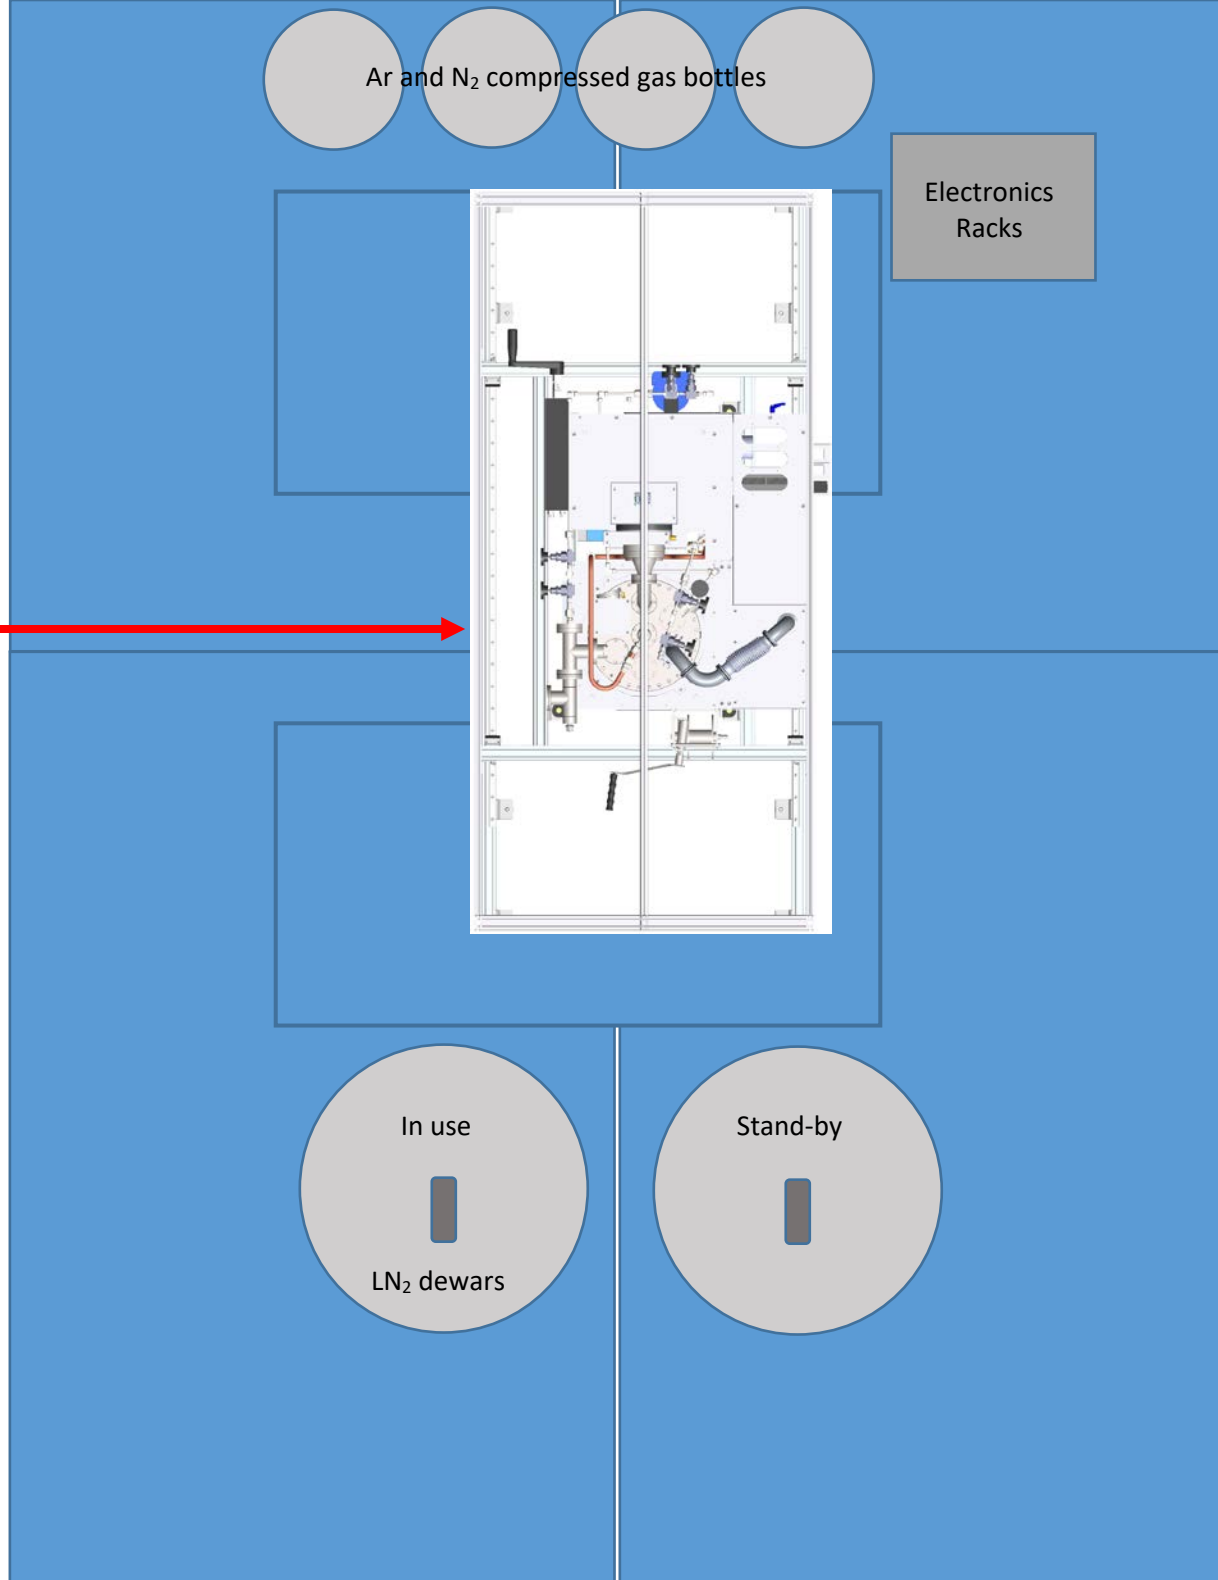 Ar and N₂ compressed gas bottles
Electronics
Racks
In use
Stand-by
LN₂ dewars